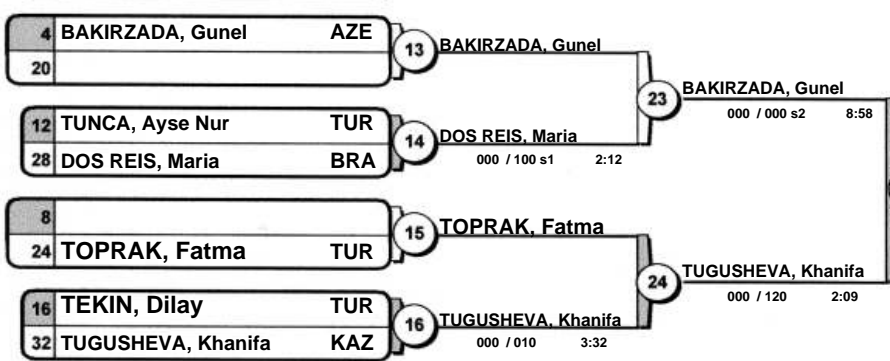 4 BAKIRZADA, Gunel AZE
20
13 BAKIRZADA, Gunel
12 TUNCA, Ayse Nur TUR
28 DOS REIS, Maria BRA
14 DOS REIS, Maria
000 / 100 s1 2:12
23 BAKIRZADA, Gunel
000 / 000 s2 8:58
8
24 TOPRAK, Fatma TUR
15 TOPRAK, Fatma
16 TEKIN, Dilay TUR
32 TUGUSHEVA, Khanifa KAZ
16 TUGUSHEVA, Khanifa
000 / 010 3:32
24 TUGUSHEVA, Khanifa
000 / 120 2:09